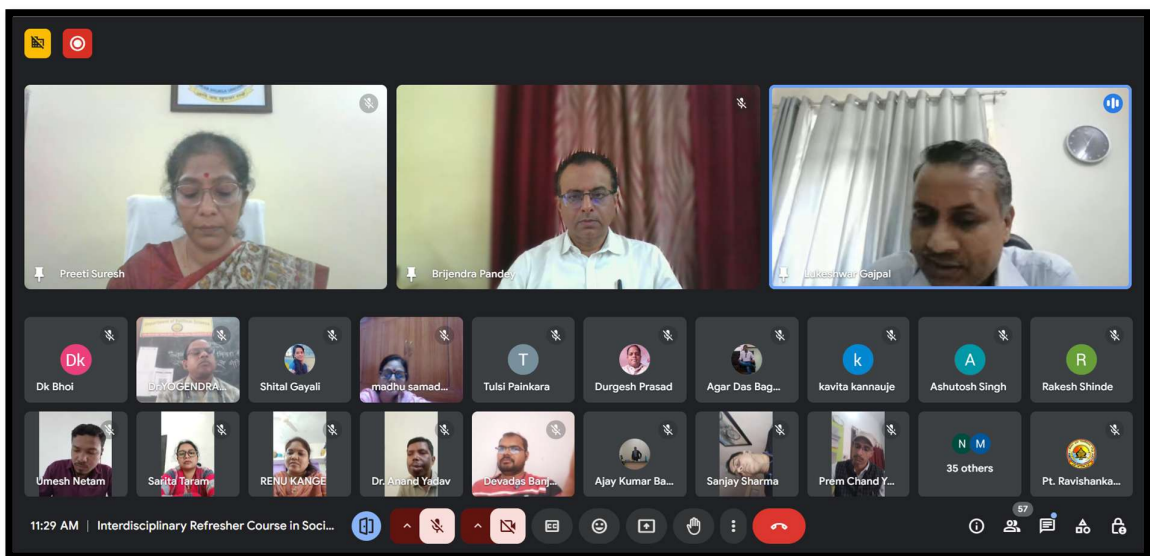 Preeti Suresh
Brijendra Pandey
Lukeshwar Gajpal
Dk
Dk Bhoi
Dr.YOGENDRA...
Shital Gayali
madhu samad...
T
Tulsi Painkara
Durgesh Prasad
Agar Das Bag...
k
kavita kannauje
A
Ashutosh Singh
R
Rakesh Shinde
Umesh Netam
Sarita Taram
RENU KANGE
Dr. Anand Yadav
Devadas Banj...
Ajay Kumar Ba...
Sanjay Sharma
Prem Chand Y...
N M
35 others
Pt. Ravishanka...
11:29 AM | Interdisciplinary Refresher Course in Soci...
57